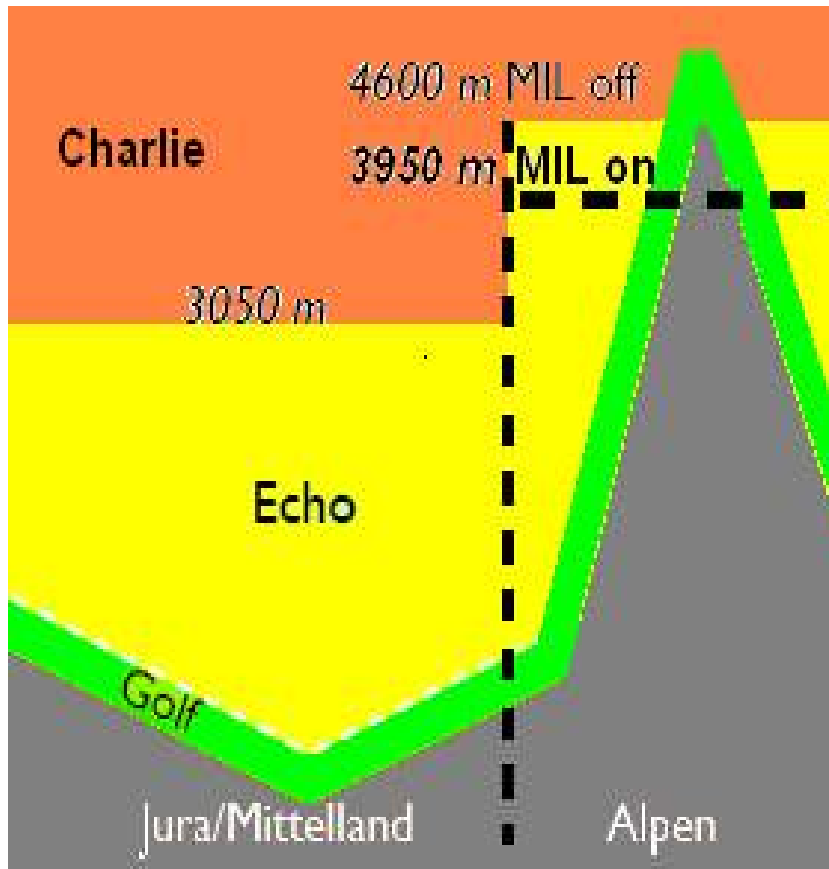 4600 m MIL off
Charlie
3950 m MIL on
3050 m
Echo
Golf
Jura/Mittelland
Alpen